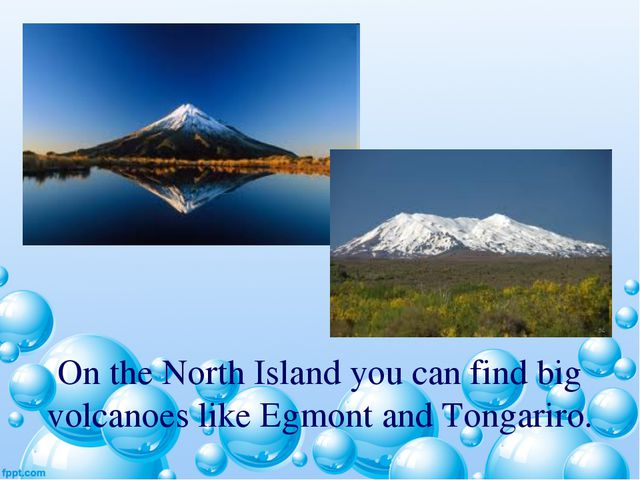 On the North Island you can find big
volcanoes like Egmont and Tongariro.
fppt.com